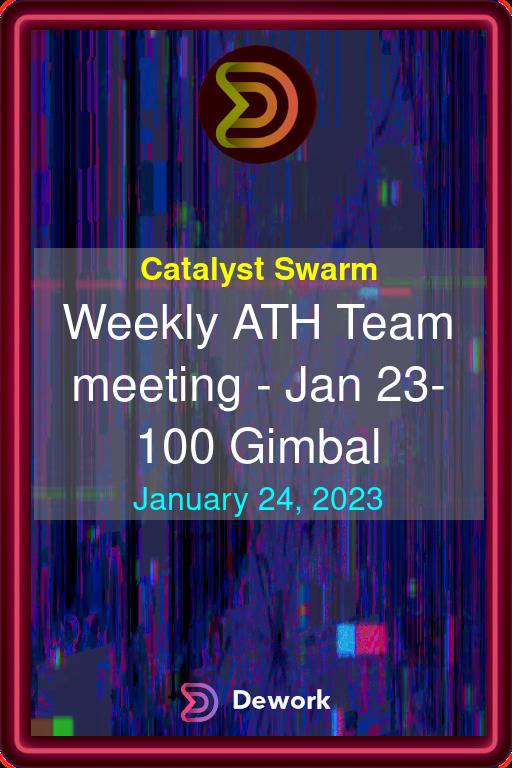 Catalyst Swarm
Weekly ATH Team
meeting - Jan 23-
100 Gimbal
January 24, 2023
Dework